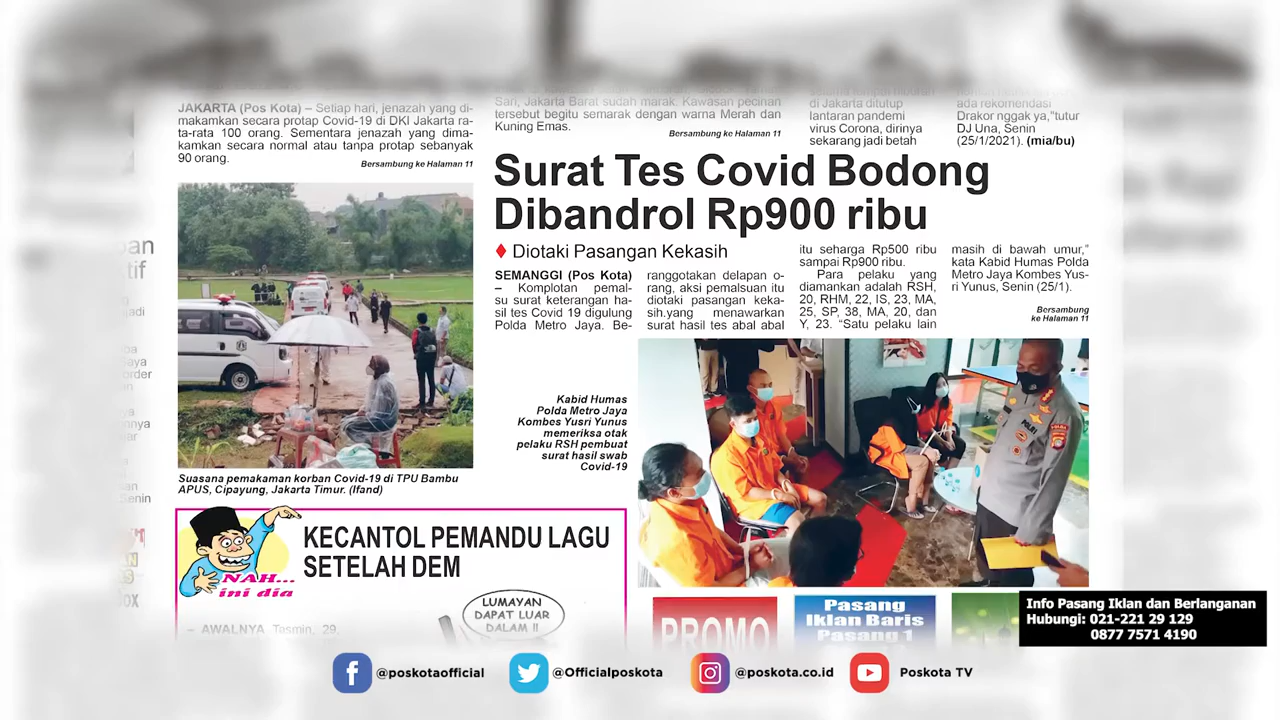 JAKARTA (Pos Kota) – Setiap hari, jenazah yang di-
makamkan secara protap Covid-19 di DKI Jakarta ra-
ta-rata 100 orang. Sementara jenazah yang dima-
kamkan secara normal atau tanpa protap sebanyak
90 orang.
Bersambung ke Halaman 11
Sari, Jakarta Barat sudah marak. Kawasan pecinan
tersebut begitu semarak dengan warna Merah dan
Kuning Emas.
Bersambung ke Halaman 11
di Jakarta ditutup
lantaran pandemi
virus Corona, dirinya
sekarang jadi betah
ada rekomendasi
Drakor nggak ya,"tutur
DJ Una, Senin
(25/1/2021). (mia/bu)
Surat Tes Covid Bodong
Dibandrol Rp900 ribu
Diotaki Pasangan Kekasih
SEMANGGI (Pos Kota)
– Komplotan pemal-
su surat keterangan ha-
sil tes Covid 19 digulung
Polda Metro Jaya. Be-
ranggotakan delapan o-
rang, aksi pemalsuan itu
diotaki pasangan keka-
sih.yang menawarkan
surat hasil tes abal abal
itu seharga Rp500 ribu
sampai Rp900 ribu.
Para pelaku yang
diamankan adalah RSH,
20, RHM, 22, IS, 23, MA,
25, SP, 38, MA, 20, dan
Y, 23. “Satu pelaku lain
masih di bawah umur,”
kata Kabid Humas Polda
Metro Jaya Kombes Yus-
ri Yunus, Senin (25/1).
Bersambung
ke Halaman 11
Kabid Humas
Polda Metro Jaya
Kombes Yusri Yunus
memeriksa otak
pelaku RSH pembuat
surat hasil swab
Covid-19
Suasana pemakaman korban Covid-19 di TPU Bambu
APUS, Cipayung, Jakarta Timur. (Ifand)
NAH...
ini dia
KECANTOL PEMANDU LAGU
SETELAH DEM
LUMAYAN
DAPAT LUAR
DALAM !!
– AWALNYA Tasmin, 29,
PROMO
Pasang
Iklan Baris
Pasang 1
Info Pasang Iklan dan Berlanganan
Hubungi: 021-221 29 129
0877 7571 4190
@poskotaofficial
@Officialposkota
@poskota.co.id
Poskota TV